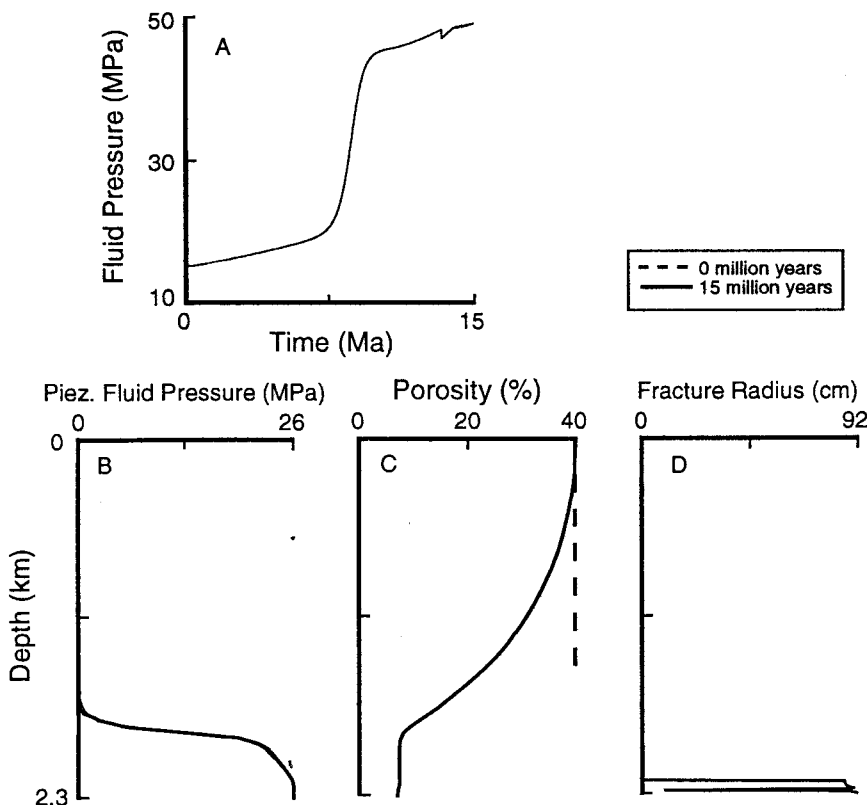 50
A
Fluid Pressure (MPa)
30
10
0
15
Time (Ma)
0 million years
15 million years
Piez. Fluid Pressure (MPa)
0
26
0
B
Depth (km)
2.3
Porosity (%)
0
20
40
C
Fracture Radius (cm)
0
92
D